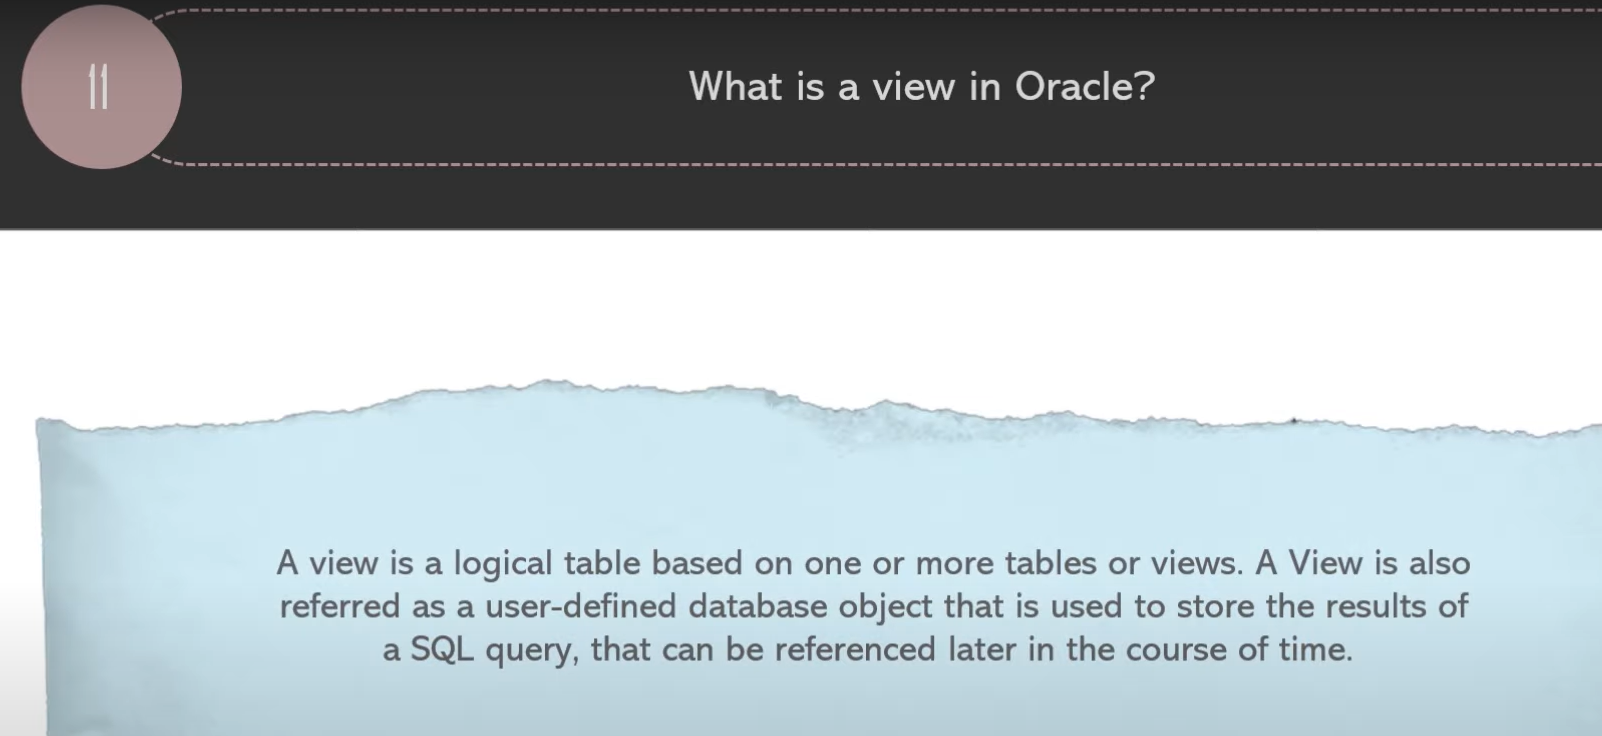 11
What is a view in Oracle?
A view is a logical table based on one or more tables or views. A View is also
referred as a user-defined database object that is used to store the results of
a SQL query, that can be referenced later in the course of time.